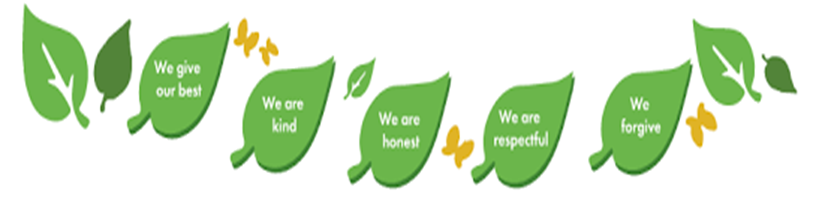 We give
our best
We are
kind
We are
honest
We are
respectful
We
forgive